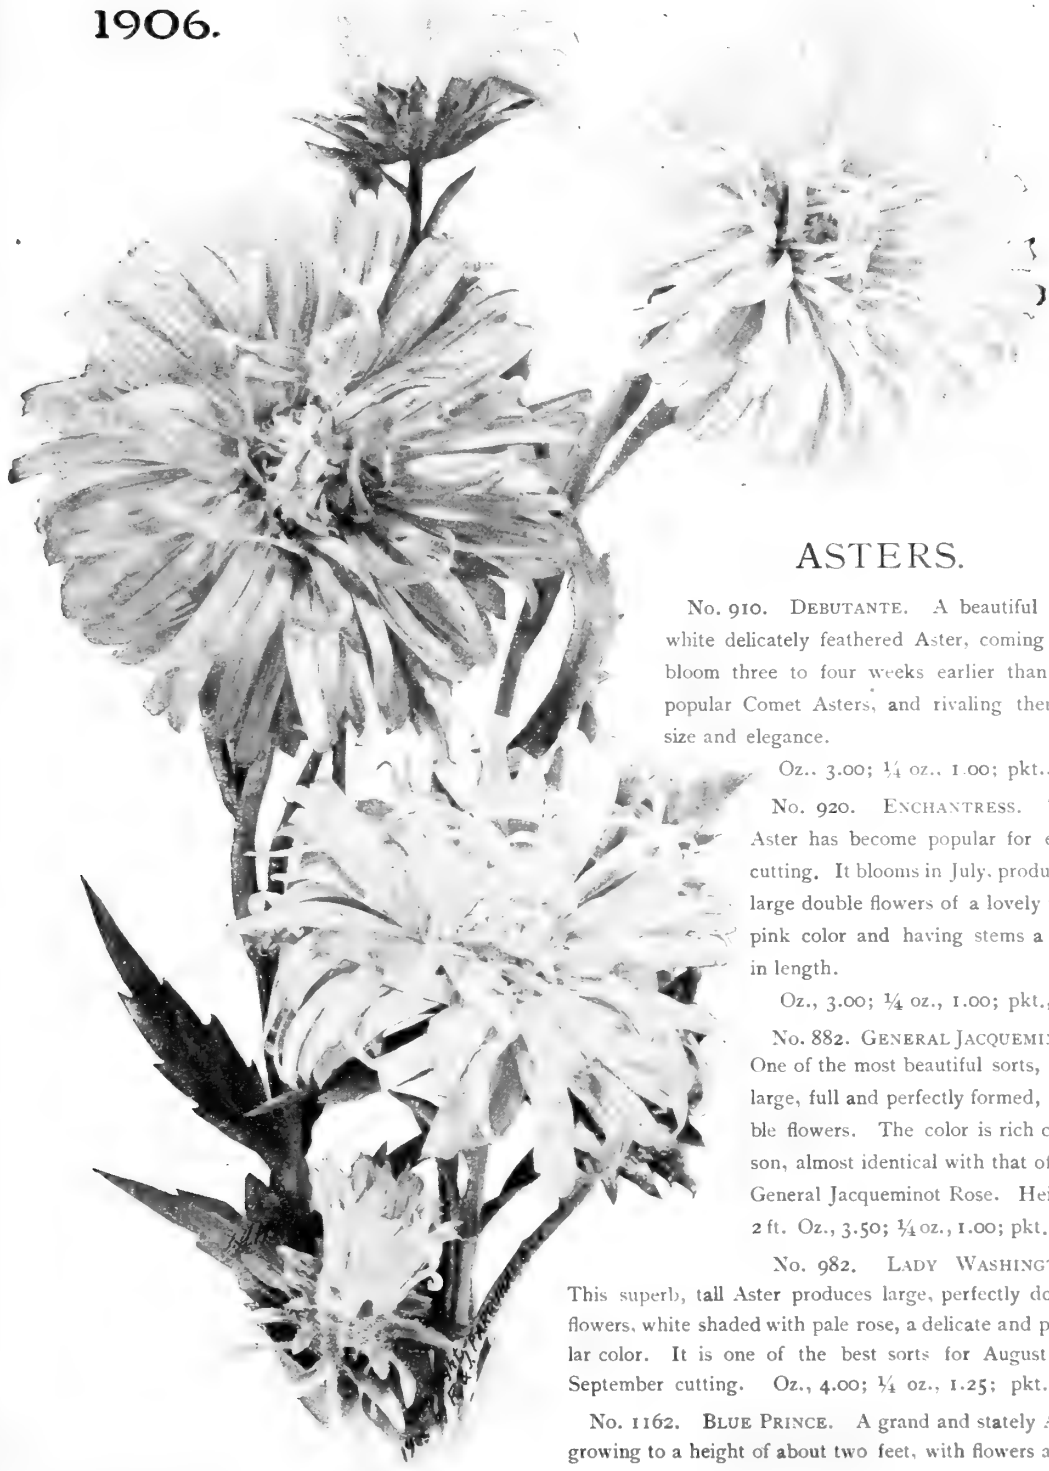 1906.
ASTERS.
No. 910. DEBUTANTE. A beautiful
white delicately feathered Aster, coming
bloom three to four weeks earlier than
popular Comet Asters, and rivaling
size and elegance.
Oz.. 3.00; ¼ oz.. 1.00; pkt..
No. 920. ENCHANTRESS.
Aster has become popular for
cutting. It blooms in July. produ
large double flowers of a lovely
pink color and having stems a
in length.
Oz., 3.00; ¼ oz., 1.00; pkt.,
No. 882. GENERAL JACQUEMI
One of the most beautiful sorts,
large, full and perfectly formed,
ble flowers. The color is rich c
son, almost identical with that of
General Jacqueminot Rose. Hei
2 ft. Oz., 3.50; ¼ oz., 1.00; pkt.
No. 982. LADY WASHINGT
This superb, tall Aster produces large, perfectly do
flowers, white shaded with pale rose, a delicate and p
lar color. It is one of the best sorts for August
September cutting. Oz., 4.00; ¼ oz., 1.25; pkt.
No. 1162. BLUE PRINCE. A grand and stately
growing to a height of about two feet, with flowers a